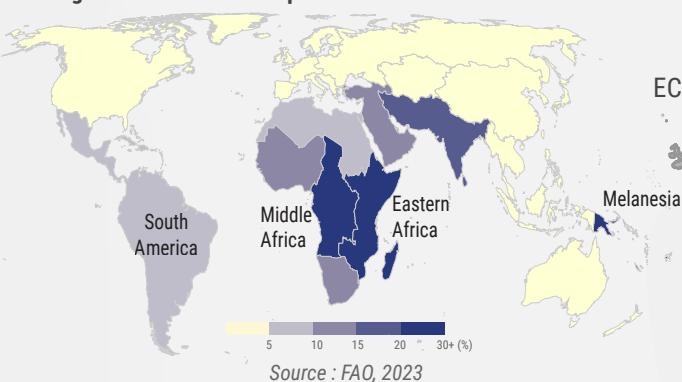 EC
Melanesia
South
America
Middle
Africa
Eastern
Africa
5 10 15 20 30+ (%)
Source : FAO, 2023